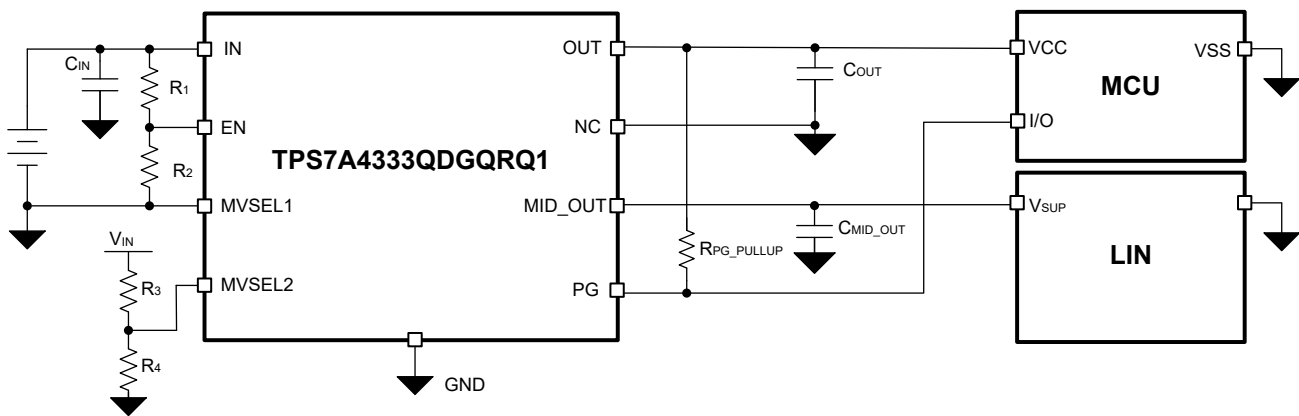 IN
OUT
VCC
VSS
CIN
R1
COUT
MCU
EN
NC
I/O
R2
TPS7A4333QDGQRQ1
MVSEL1
MID_OUT
VSUP
VIN
CMID_OUT
RPG_PULLUP
LIN
R3
MVSEL2
PG
R4
GND